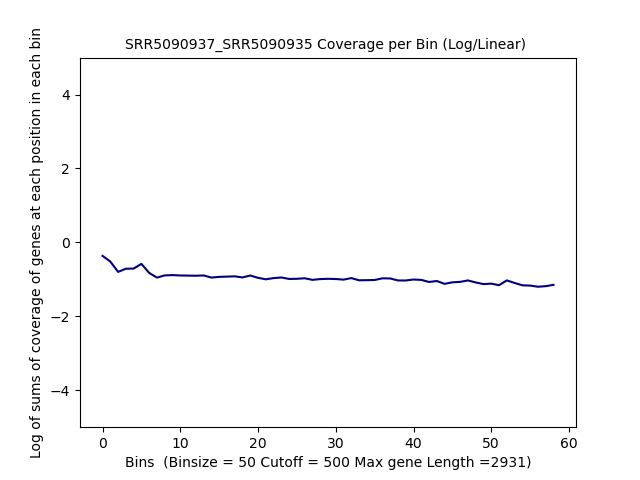 SRR5090937_SRR5090935 Coverage per Bin (Log/Linear)
Log of sums of coverage of genes at each position in each bin
4
2
0
−2
−4
0 10 20 30 40 50 60
Bins  (Binsize = 50 Cutoff = 500 Max gene Length =2931)